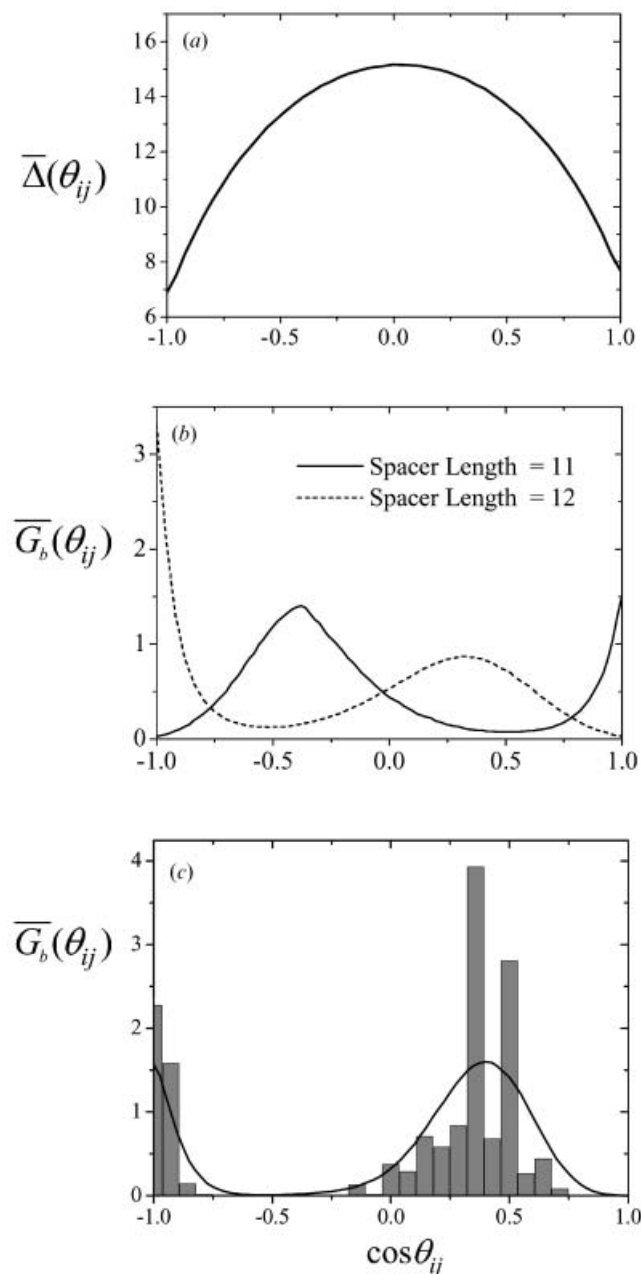 (a)
16
14
12
10
8
6
Δ̅(θij)
-1.0 -0.5 0.0 0.5 1.0
(b)
Spacer Length = 11
Spacer Length = 12
3
2
1
0
G̅b(θij)
-1.0 -0.5 0.0 0.5 1.0
(c)
4
3
2
1
0
G̅b(θij)
-1.0 -0.5 0.0 0.5 1.0
cosθij